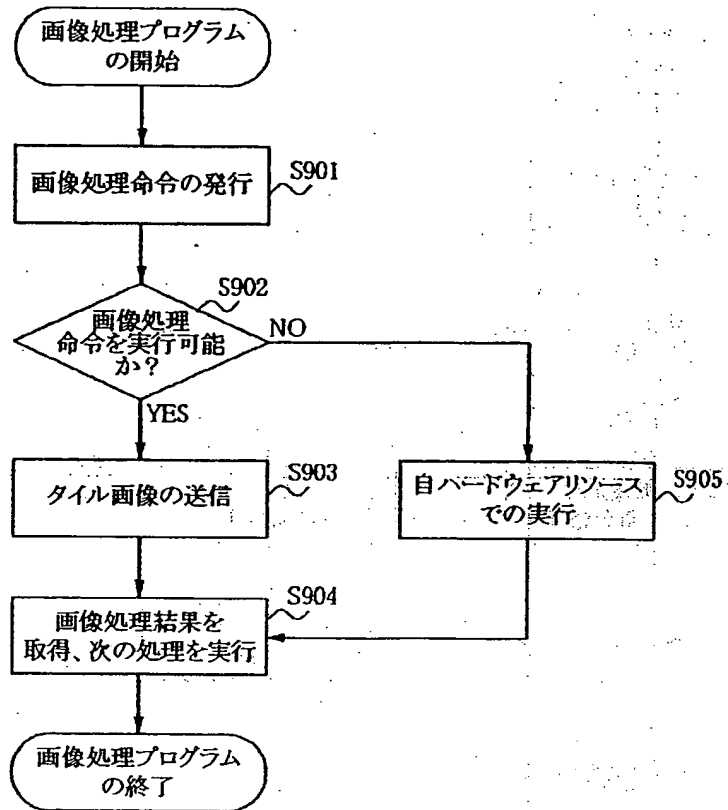 画像処理プログラム
の開始
画像処理命令の発行
S901
S902
画像処理
命令を実行可能
か?
NO
YES
タイル画像の送信
S903
自ハードウェアリソース
での実行
S905
画像処理結果を
取得、次の処理を実行
S904
画像処理プログラム
の終了